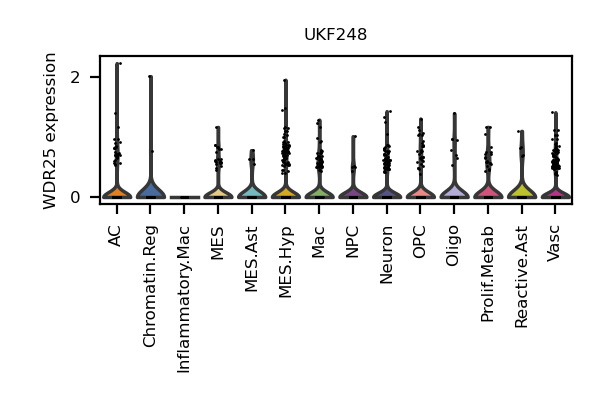 UKF248
WDR25 expression
2
0
AC
Chromatin.Reg
Inflammatory.Mac
MES
MES.Ast
MES.Hyp
Mac
NPC
Neuron
OPC
Oligo
Prolif.Metab
Reactive.Ast
Vasc